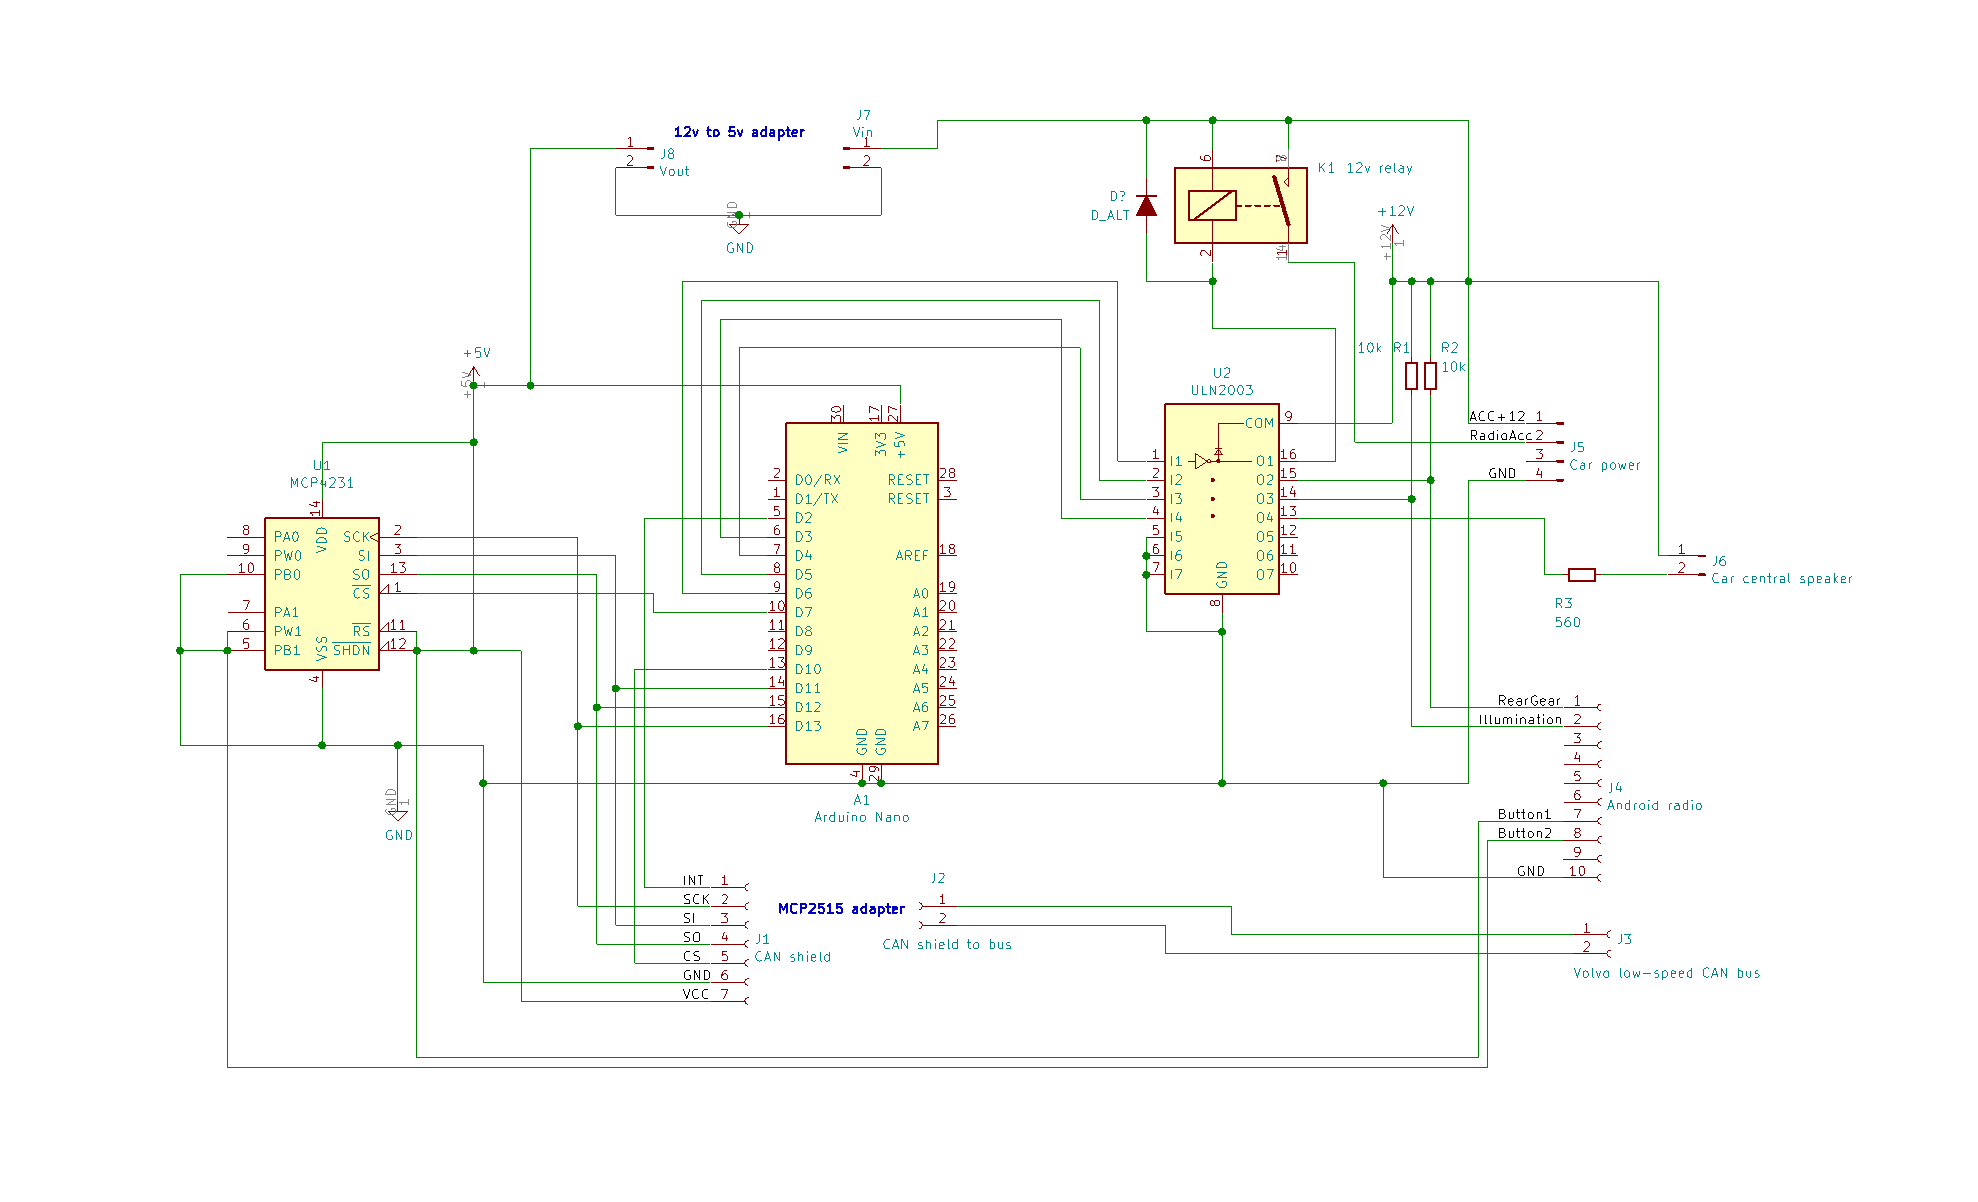 12v to 5v adapter
1
2
J8
Vout
J7
Vin
1
2
GND
1
GND
D?
D_ALT
6
2
14
K1 12v relay
+12V
+12V
1
+5V
+5V
1
10k R1
R2
10k
U2
ULN2003
COM 9
1 I1
2 I2
3 I3
4 I4
5 I5
6 I6
7 I7
O1 16
O2 15
O3 14
O4 13
O5 12
O6 11
O7 10
GND
8
ACC+12 1
RadioAcc 2
3
GND 4
J5
Car power
1
2
J6
Car central speaker
R3
560
U1
MCP4231
14
VDD
8 PA0
9 PW0
10 PB0
7 PA1
6 PW1
5 PB1
SCK 2
SI 3
SO 13
CS 1
RS 11
SHDN 12
VSS
4
GND
1
GND
30
17
27
VIN
3V3
+5V
2 D0/RX
1 D1/TX
5 D2
6 D3
7 D4
8 D5
9 D6
10 D7
11 D8
12 D9
13 D10
14 D11
15 D12
16 D13
RESET 28
RESET 3
AREF 18
A0 19
A1 20
A2 21
A3 22
A4 23
A5 24
A6 25
A7 26
GND
GND
4
29
A1
Arduino Nano
RearGear 1
Illumination 2
3
4
5
6
Button1 7
Button2 8
9
GND 10
J4
Android radio
INT 1
SCK 2
SI 3
SO 4
CS 5
GND 6
VCC 7
J1
CAN shield
MCP2515 adapter
J2
1
2
CAN shield to bus
1
2
J3
Volvo low-speed CAN bus